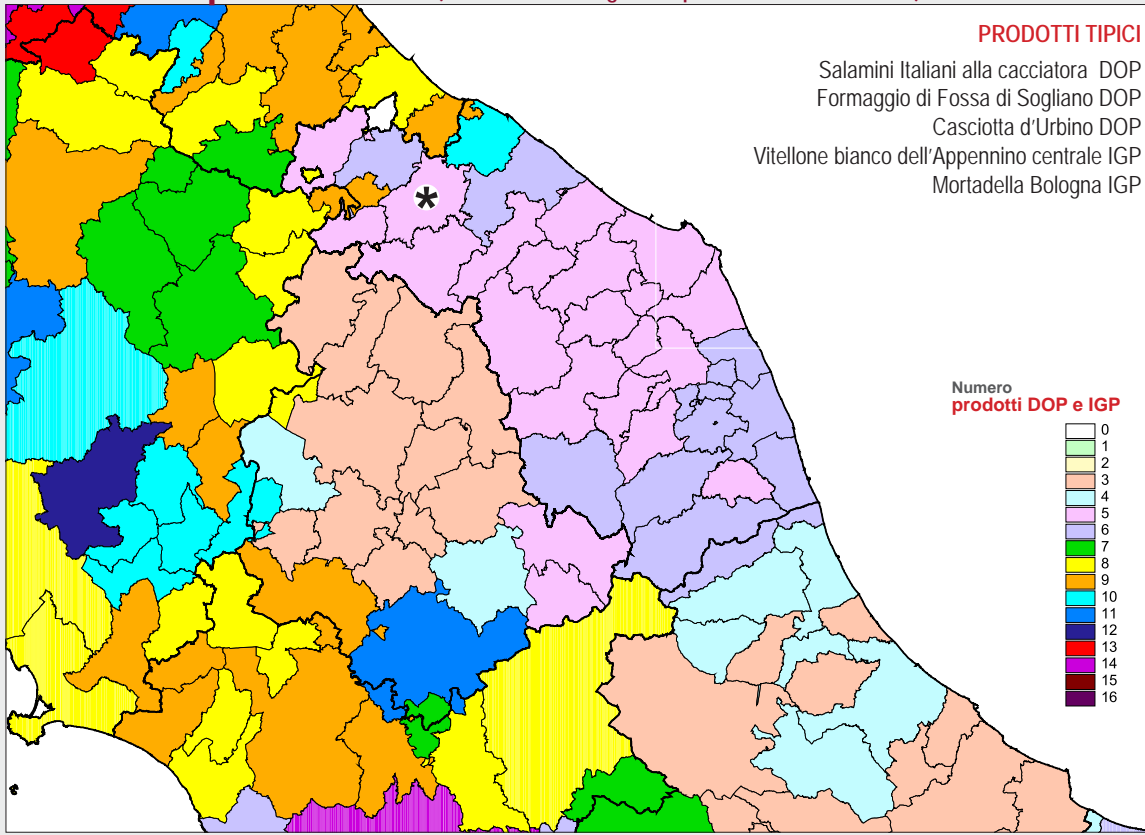 PRODOTTI TIPICI
Salamini Italiani alla cacciatora DOP
Formaggio di Fossa di Sogliano DOP
Casciotta d'Urbino DOP
Vitellone bianco dell'Appennino centrale IGP
Mortadella Bologna IGP
*
Numero
prodotti DOP e IGP
0
1
2
3
4
5
6
7
8
9
10
11
12
13
14
15
16